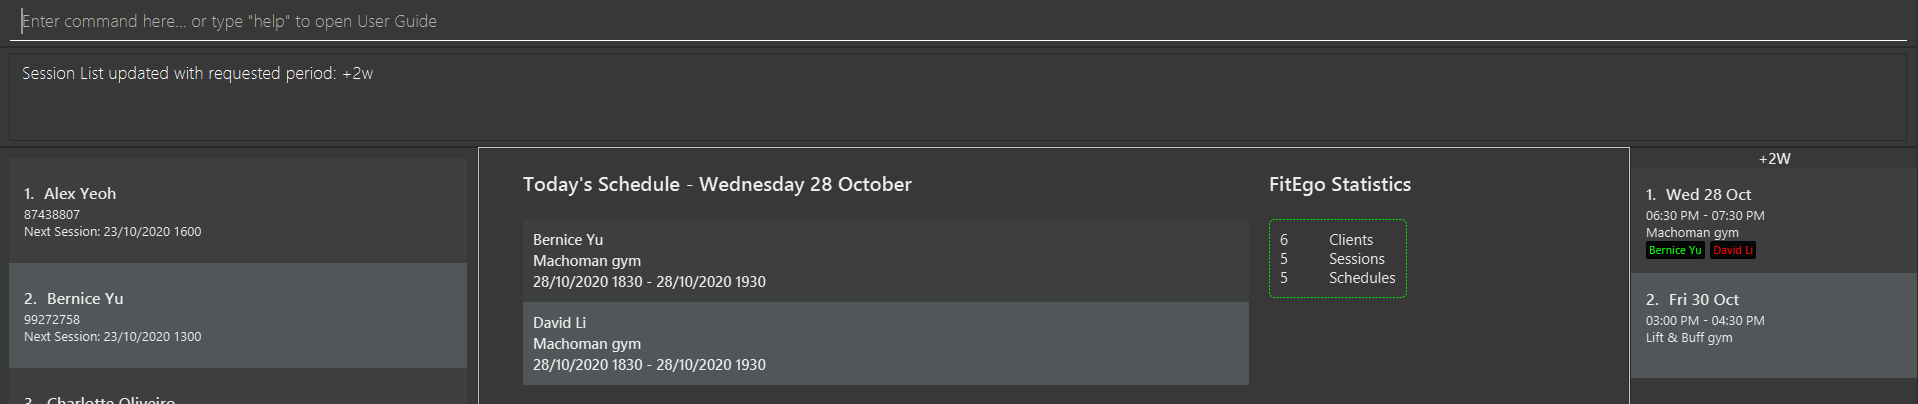 Enter command here... or type "help" to open User Guide
Session List updated with requested period: +2w
1. Alex Yeoh
87438807
Next Session: 23/10/2020 1600
2. Bernice Yu
99272758
Next Session: 23/10/2020 1300
3. Charlotte Oliveiro
Today's Schedule - Wednesday 28 October
Bernice Yu
Machoman gym
28/10/2020 1830 - 28/10/2020 1930
David Li
Machoman gym
28/10/2020 1830 - 28/10/2020 1930
FitEgo Statistics
6 Clients
5 Sessions
5 Schedules
+2W
1. Wed 28 Oct
06:30 PM - 07:30 PM
Machoman gym
Bernice Yu David Li
2. Fri 30 Oct
03:00 PM - 04:30 PM
Lift & Buff gym